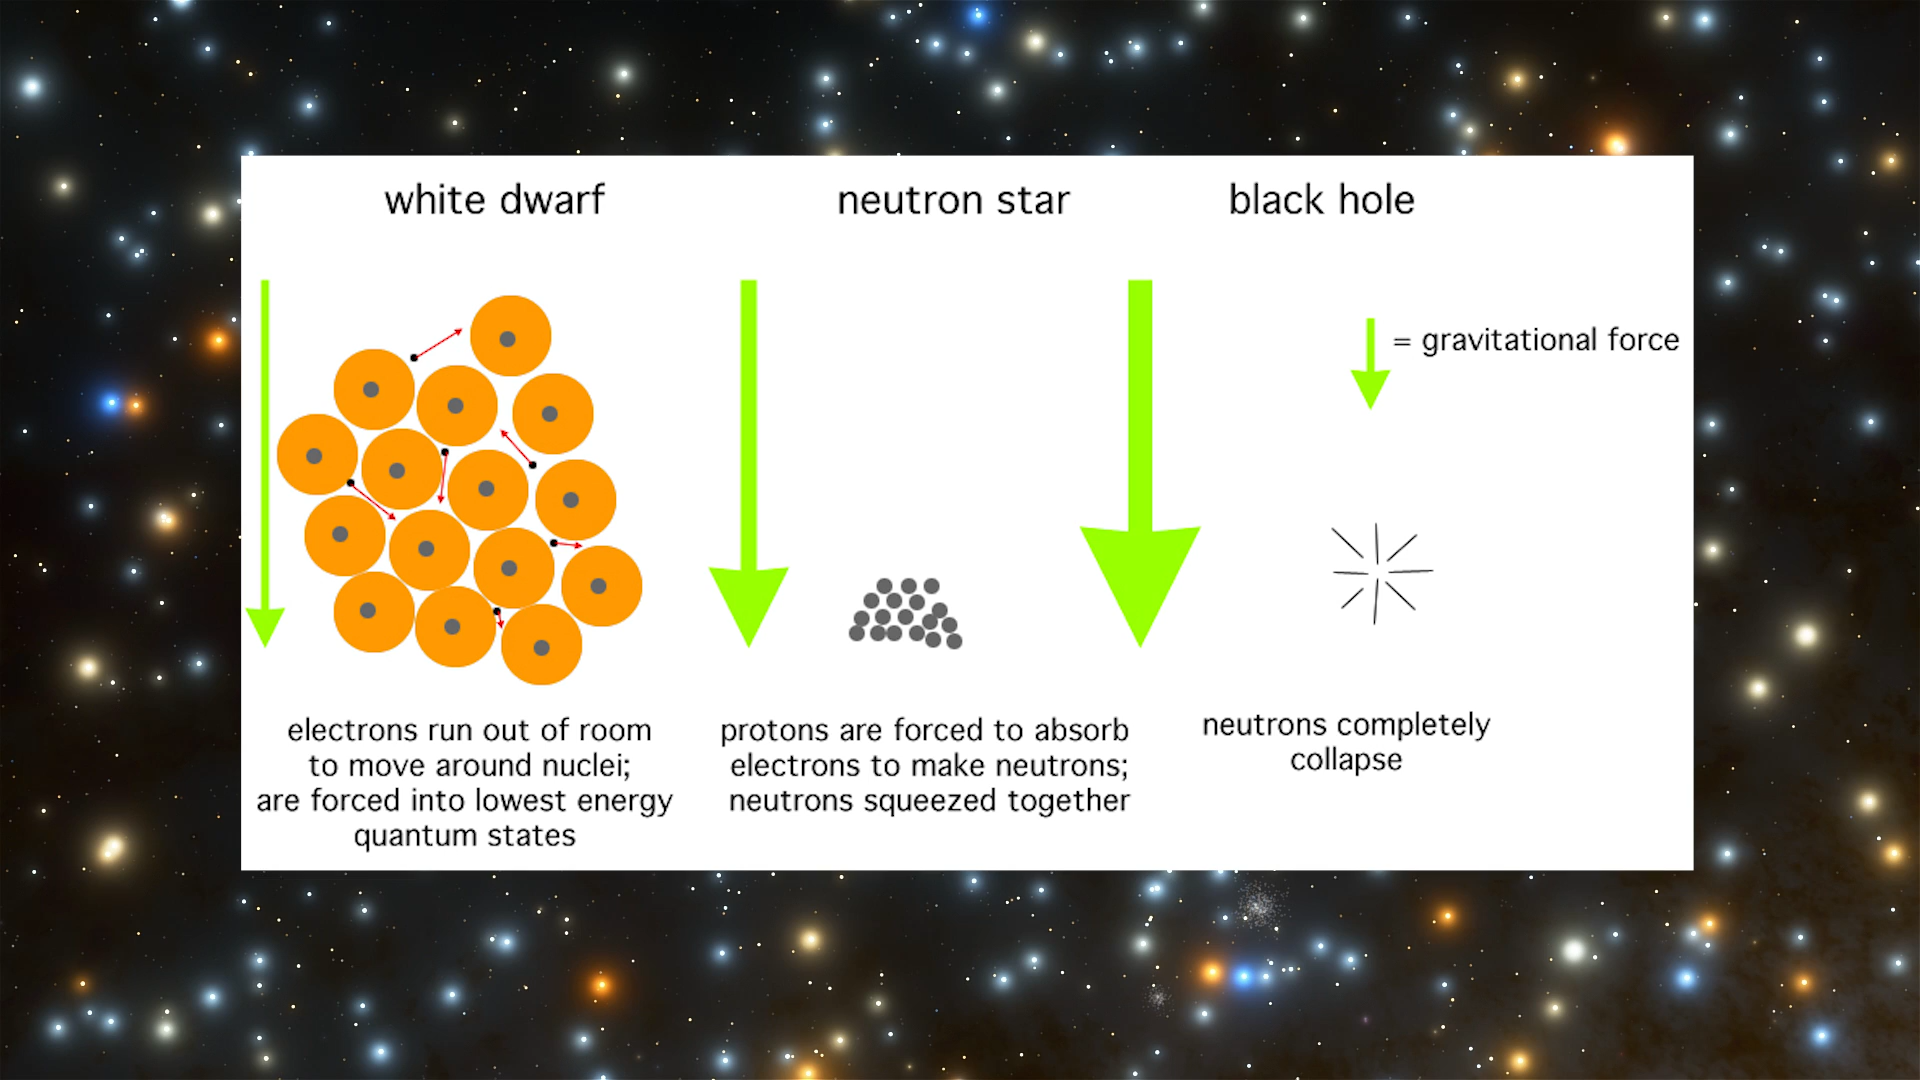 white dwarf
neutron star
black hole
= gravitational force
electrons run out of room
to move around nuclei;
are forced into lowest energy
quantum states
protons are forced to absorb
electrons to make neutrons;
neutrons squeezed together
neutrons completely
collapse